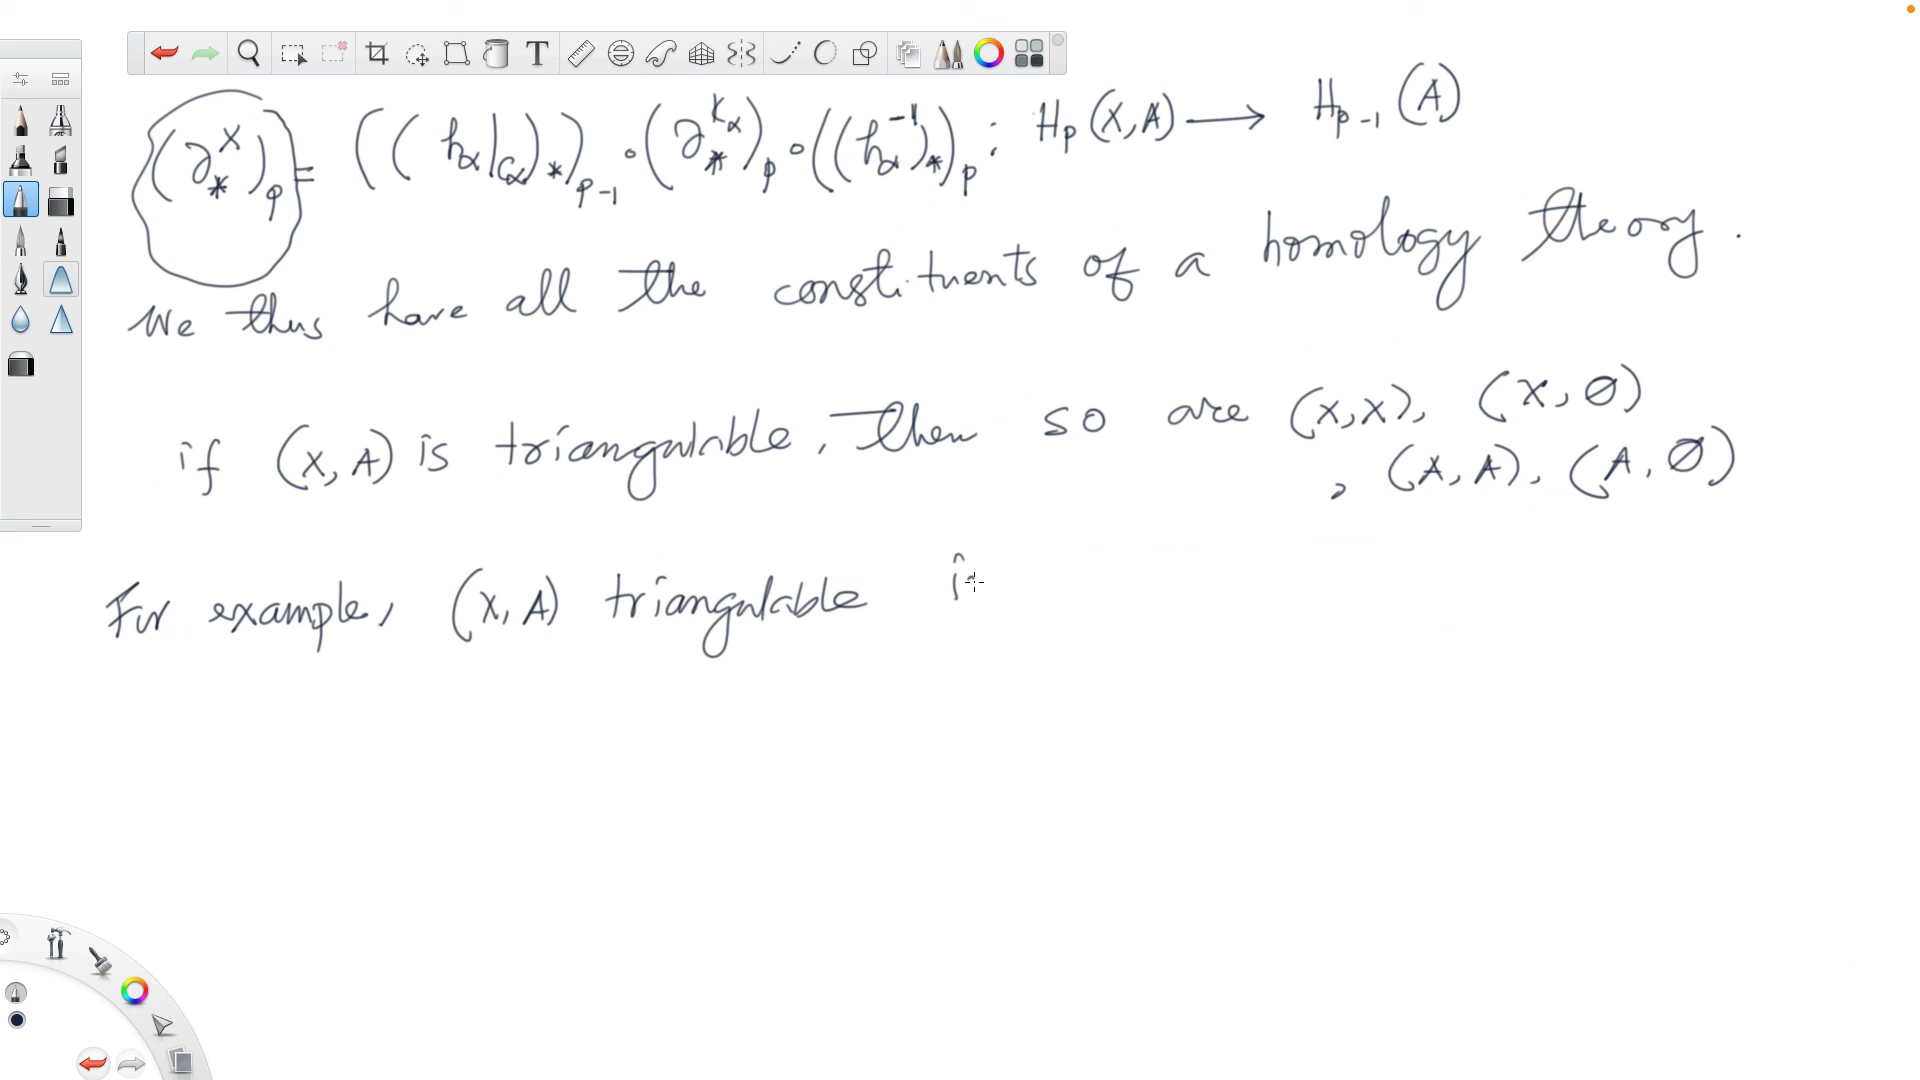 (∂_*^X)_p = ((h_α|_{C_α})_*)_{p-1} ∘ (∂_*^{K_α})_p ∘ ((h_α^{-1})_*)_p : H_p (X,A) ⟶ H_{p-1} (A)
We thus have all the constituents of a homology theory.
if (X, A) is triangulable, then so are (X,X), (X, ∅)
, (A, A), (A, ∅)
For example, (X, A) triangulable